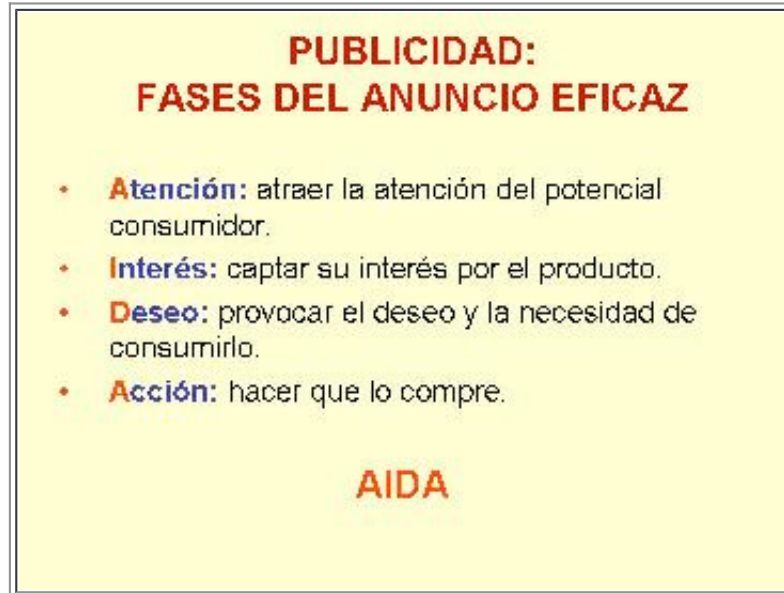 PUBLICIDAD:
FASES DEL ANUNCIO EFICAZ
• Atención: atraer la atención del potencial
consumidor.
• Interés: captar su interés por el producto.
• Deseo: provocar el deseo y la necesidad de
consumirlo.
• Acción: hacer que lo compre.
AIDA